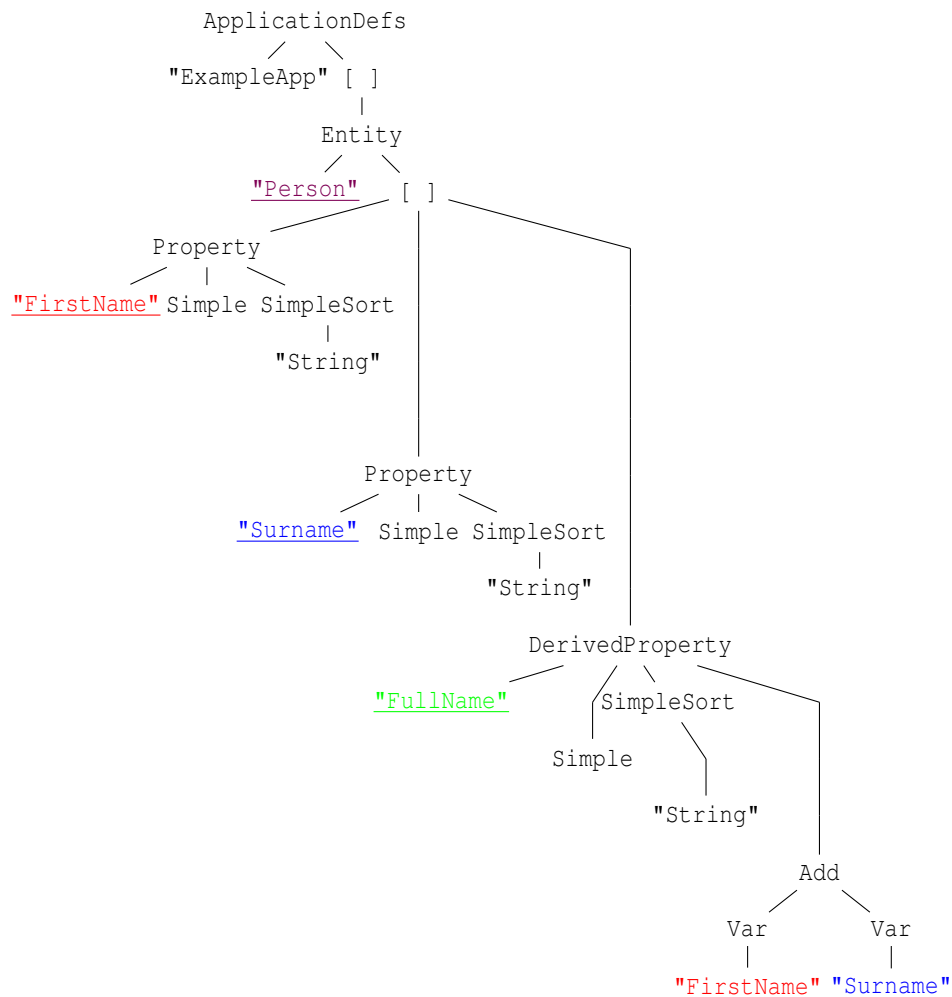 ApplicationDefs
"ExampleApp" [ ]
Entity
"Person" [ ]
Property
"FirstName" Simple SimpleSort
"String"
Property
"Surname" Simple SimpleSort
"String"
DerivedProperty
"FullName" SimpleSort
Simple
"String"
Add
Var Var
"FirstName" "Surname"